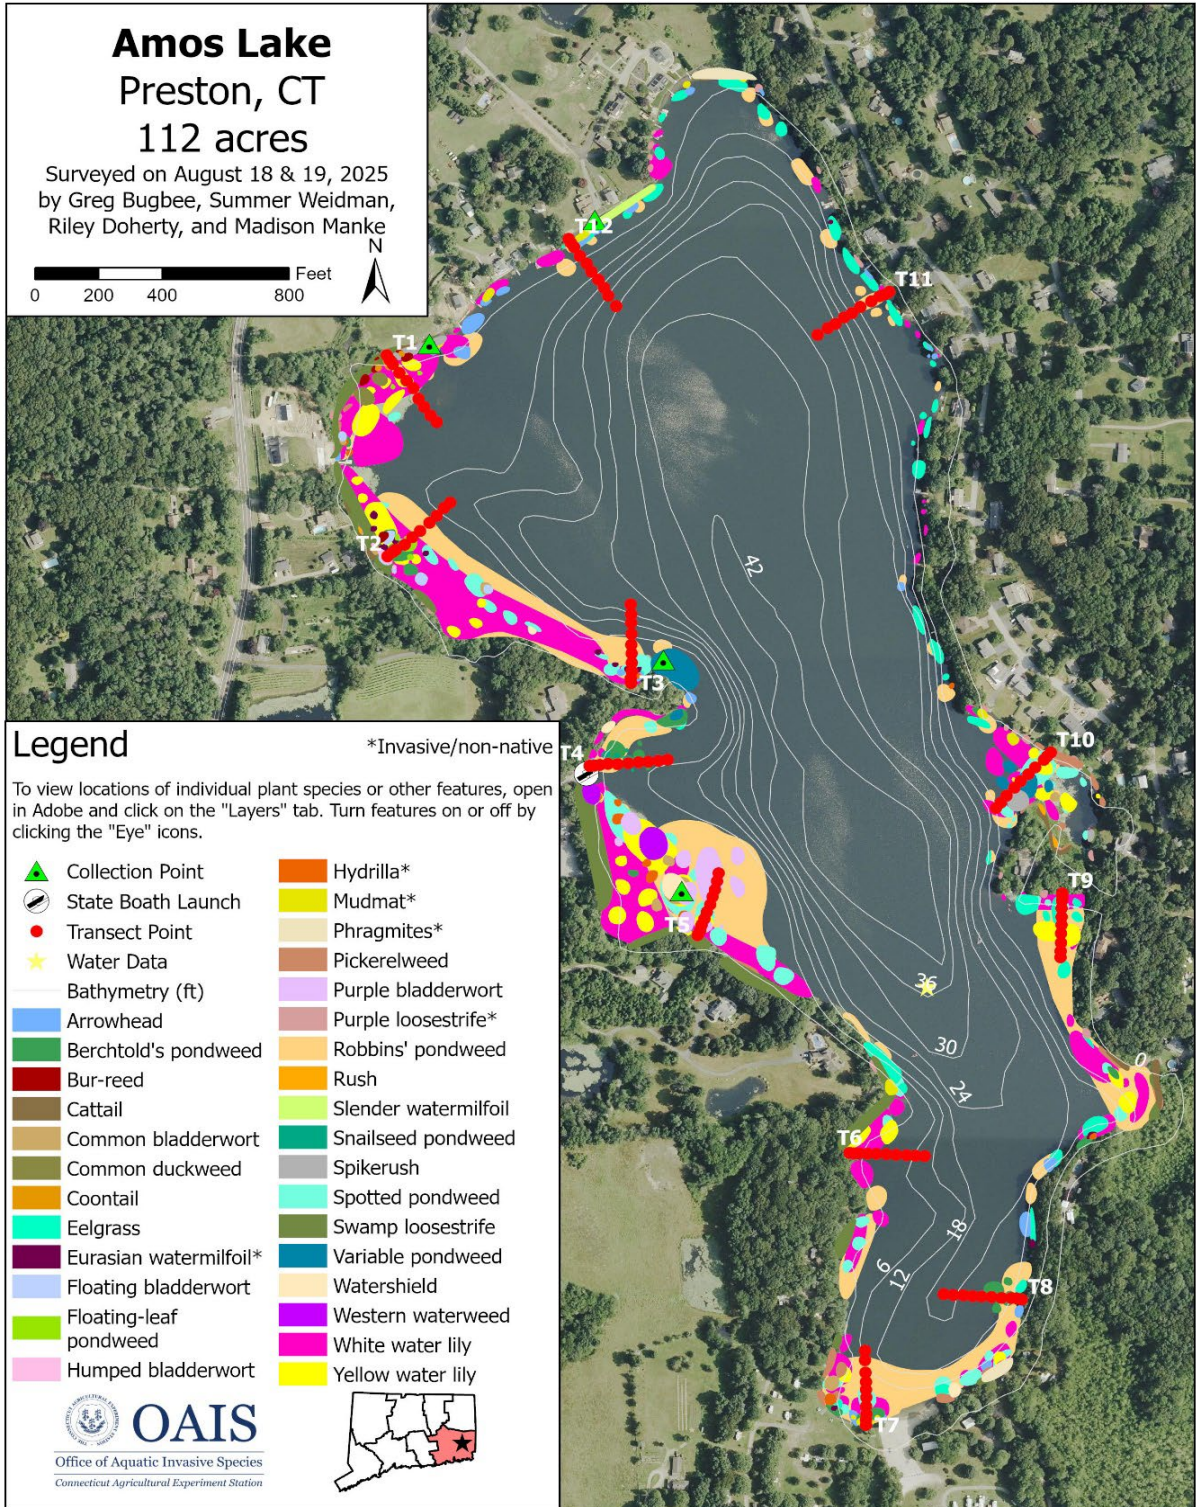 Amos Lake
Preston, CT
112 acres
Surveyed on August 18 & 19, 2025
by Greg Bugbee, Summer Weidman,
Riley Doherty, and Madison Manke
N
Feet
0 200 400 800
T12
T11
T1
T2
42
T3
T4
T10
T9
T5
36
30
0
24
T6
18
6
12
T8
T7
Legend
*Invasive/non-native
To view locations of individual plant species or other features, open
in Adobe and click on the "Layers" tab. Turn features on or off by
clicking the "Eye" icons.
Collection Point
State Boath Launch
Transect Point
Water Data
Bathymetry (ft)
Arrowhead
Berchtold's pondweed
Bur-reed
Cattail
Common bladderwort
Common duckweed
Coontail
Eelgrass
Eurasian watermilfoil*
Floating bladderwort
Floating-leaf
pondweed
Humped bladderwort
Hydrilla*
Mudmat*
Phragmites*
Pickerelweed
Purple bladderwort
Purple loosestrife*
Robbins' pondweed
Rush
Slender watermilfoil
Snailseed pondweed
Spikerush
Spotted pondweed
Swamp loosestrife
Variable pondweed
Watershield
Western waterweed
White water lily
Yellow water lily
OAIS
Office of Aquatic Invasive Species
Connecticut Agricultural Experiment Station